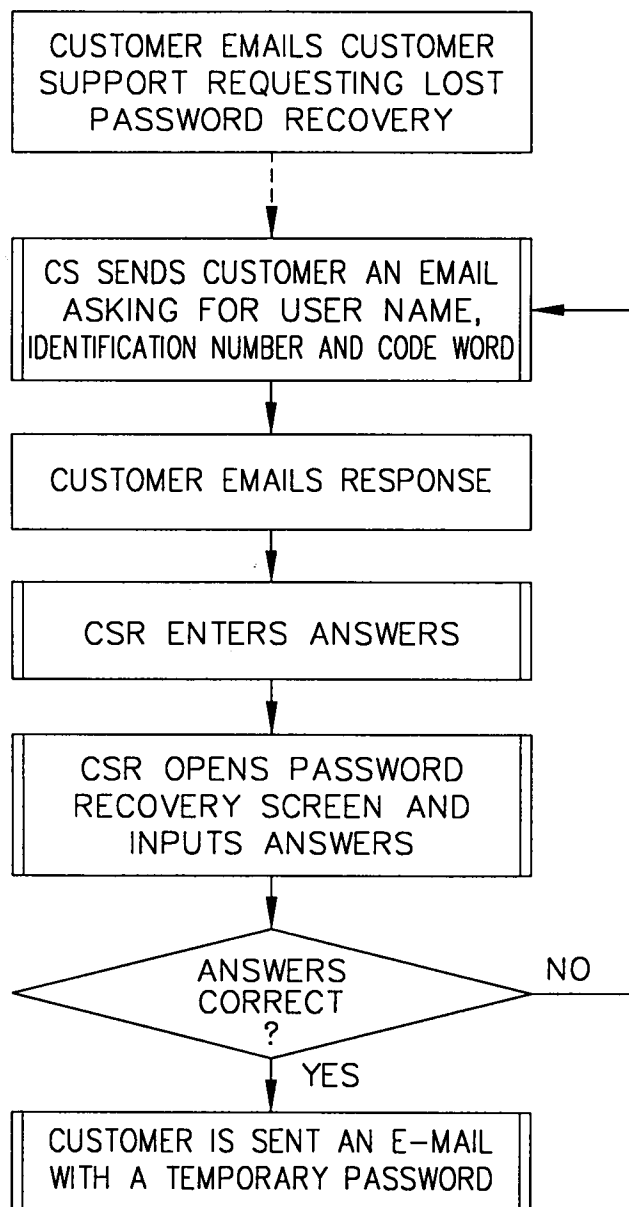 CUSTOMER EMAILS CUSTOMER
SUPPORT REQUESTING LOST
PASSWORD RECOVERY
CS SENDS CUSTOMER AN EMAIL
ASKING FOR USER NAME,
IDENTIFICATION NUMBER AND CODE WORD
CUSTOMER EMAILS RESPONSE
CSR ENTERS ANSWERS
CSR OPENS PASSWORD
RECOVERY SCREEN AND
INPUTS ANSWERS
ANSWERS
CORRECT
?
NO
YES
CUSTOMER IS SENT AN E-MAIL
WITH A TEMPORARY PASSWORD